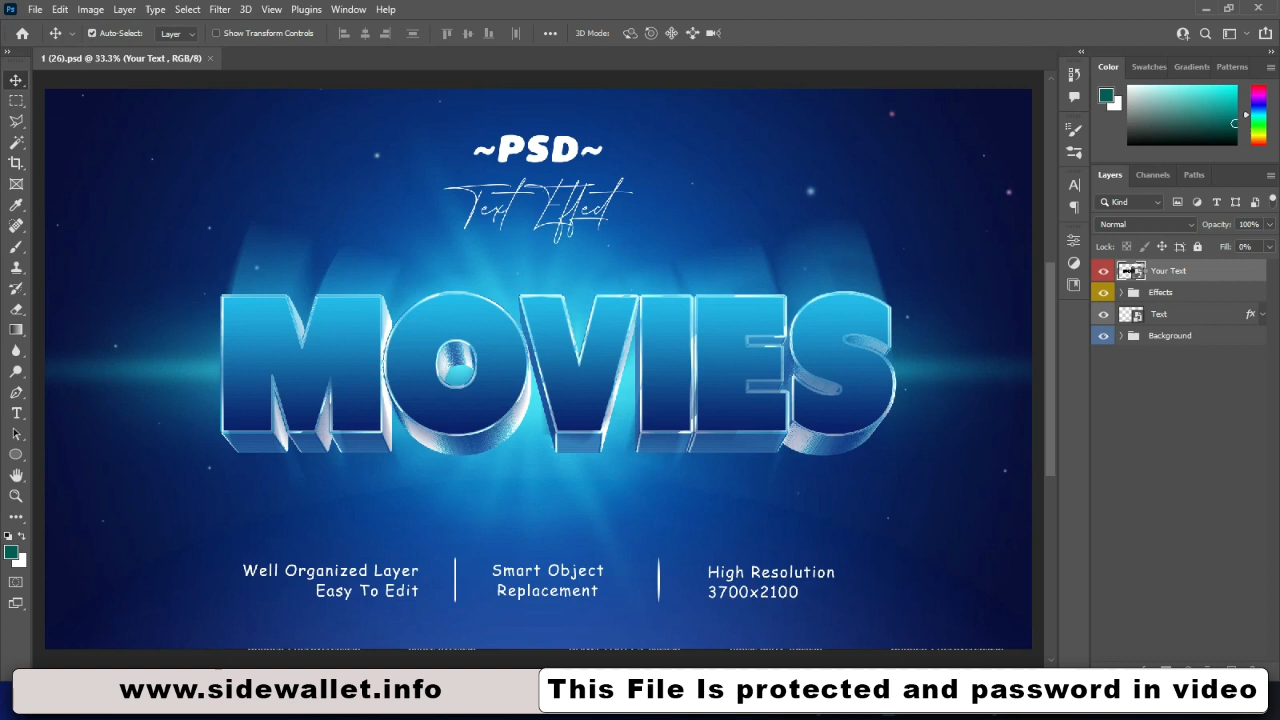 File Edit Image Layer Type Select Filter 3D View Plugins Window Help
Auto-Select: Layer Show Transform Controls 3D Mode:
1 (26).psd @ 33.3% (Your Text , RGB/8)
Color Swatches Gradients Patterns
~PSD~
Text Effect
MOVIES
Well Organized Layer
Easy To Edit
Smart Object
Replacement
High Resolution
3700x2100
Layers Channels Paths
Kind
Normal Opacity: 100%
Lock: Fill: 0%
Your Text
Effects
Text fx
Background
www.sidewallet.info
This File Is protected and password in video